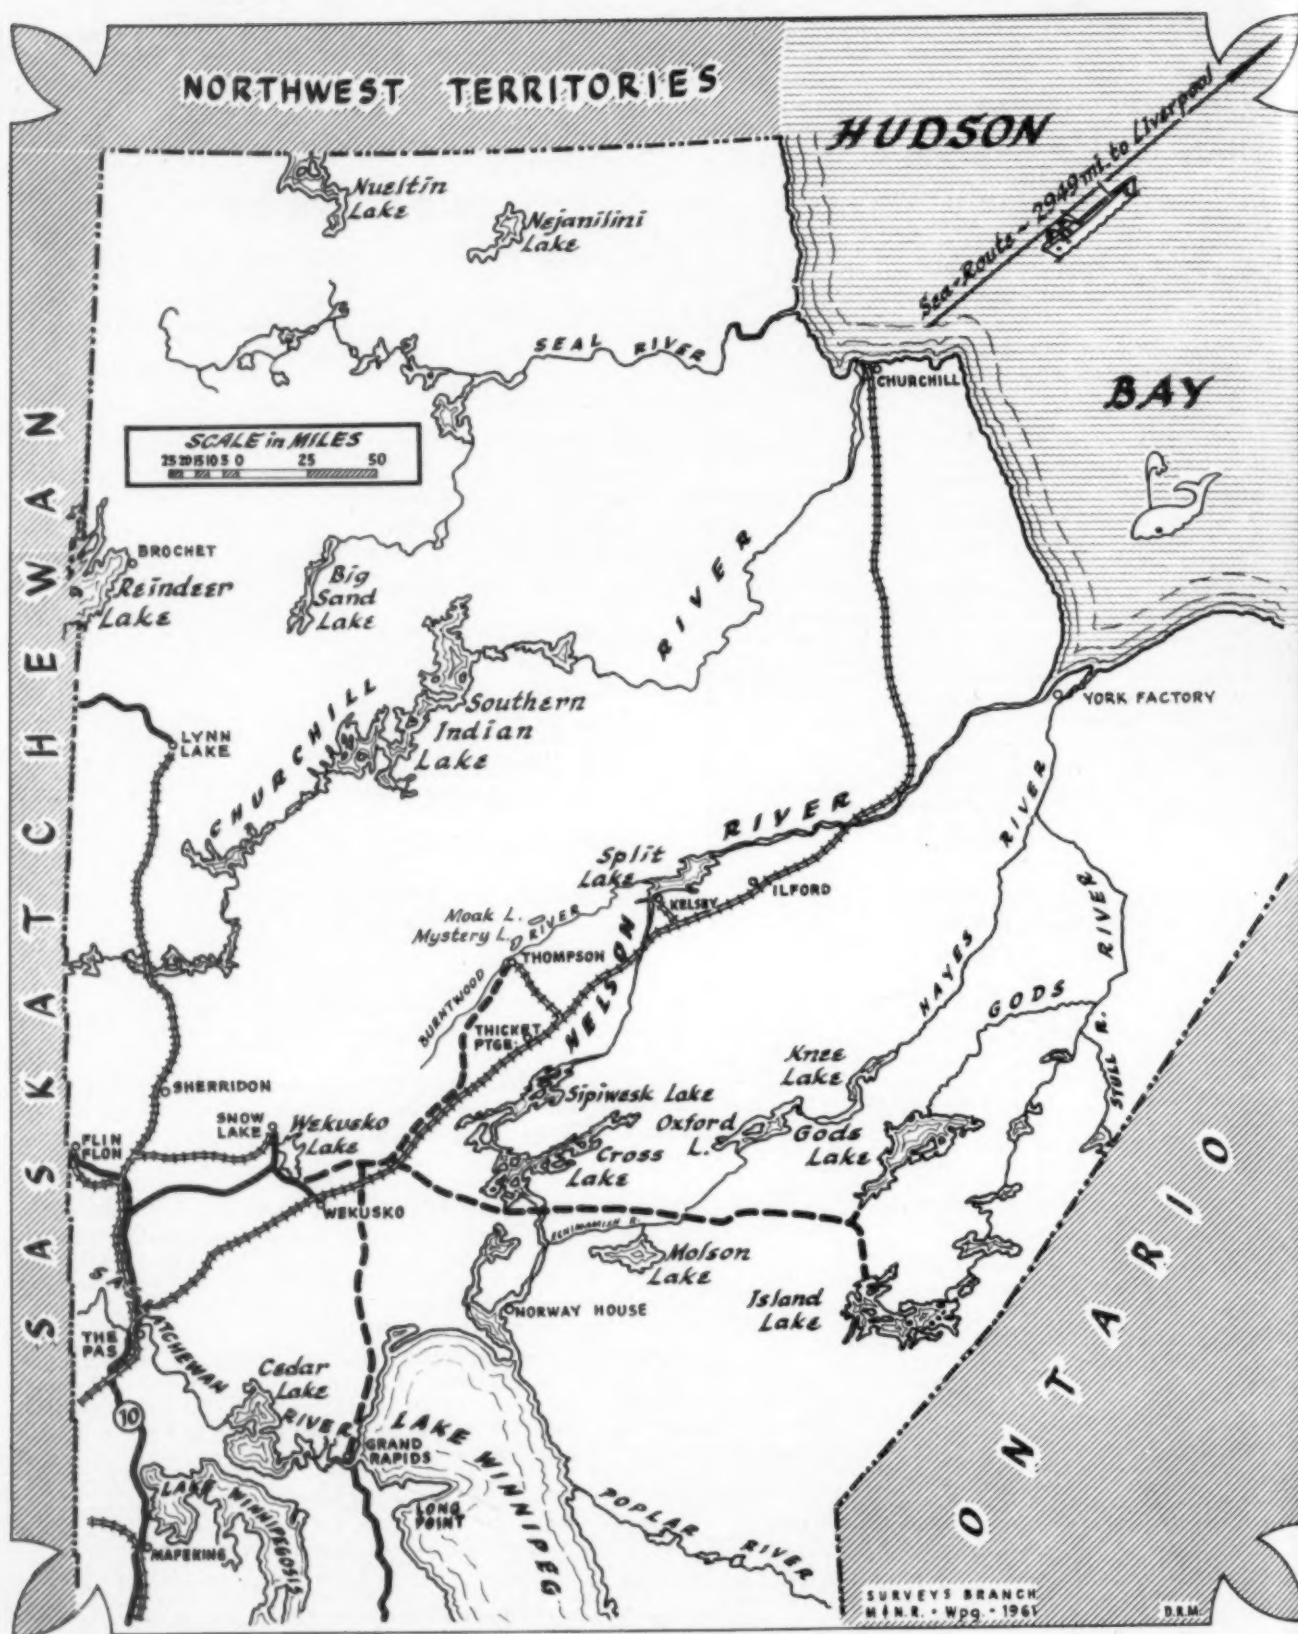 NORTHWEST TERRITORIES
HUDSON
BAY
Sea-Route ~ 2949 mi. to Liverpool
Nueltin
Lake
Nejanilini
Lake
SEAL RIVER
CHURCHILL
SCALE in MILES
25 20 15 10 5 0 25 50
SASKATCHEWAN
BROCHET
Reindeer
Lake
Big
Sand
Lake
CHURCHILL RIVER
Southern
Indian
Lake
LYNN
LAKE
YORK FACTORY
NELSON RIVER
Split
Lake
KELSEY
ILFORD
Moak L.
Mystery L.
BURNTWOOD RIVER
THOMPSON
THICKET
PTGE.
HAYES RIVER
GODS RIVER
STULL R.
Knee
Lake
SHERRIDON
SNOW
LAKE
Wekusko
Lake
Sipiwesk Lake
Oxford
L.
Gods
Lake
FLIN
FLON
Cross
Lake
WEKUSKO
ECHIMAMISH R.
Molson
Lake
Island
Lake
NORWAY HOUSE
THE
PAS
SASKATCHEWAN RIVER
Cedar
Lake
10
GRAND
RAPIDS
LAKE WINNIPEG
LONG
POINT
LAKE WINNIPEGOSIS
MAFEKING
POPLAR RIVER
ONTARIO
SURVEYS BRANCH
M & N.R. - Wpg. - 1961
D.R.M.